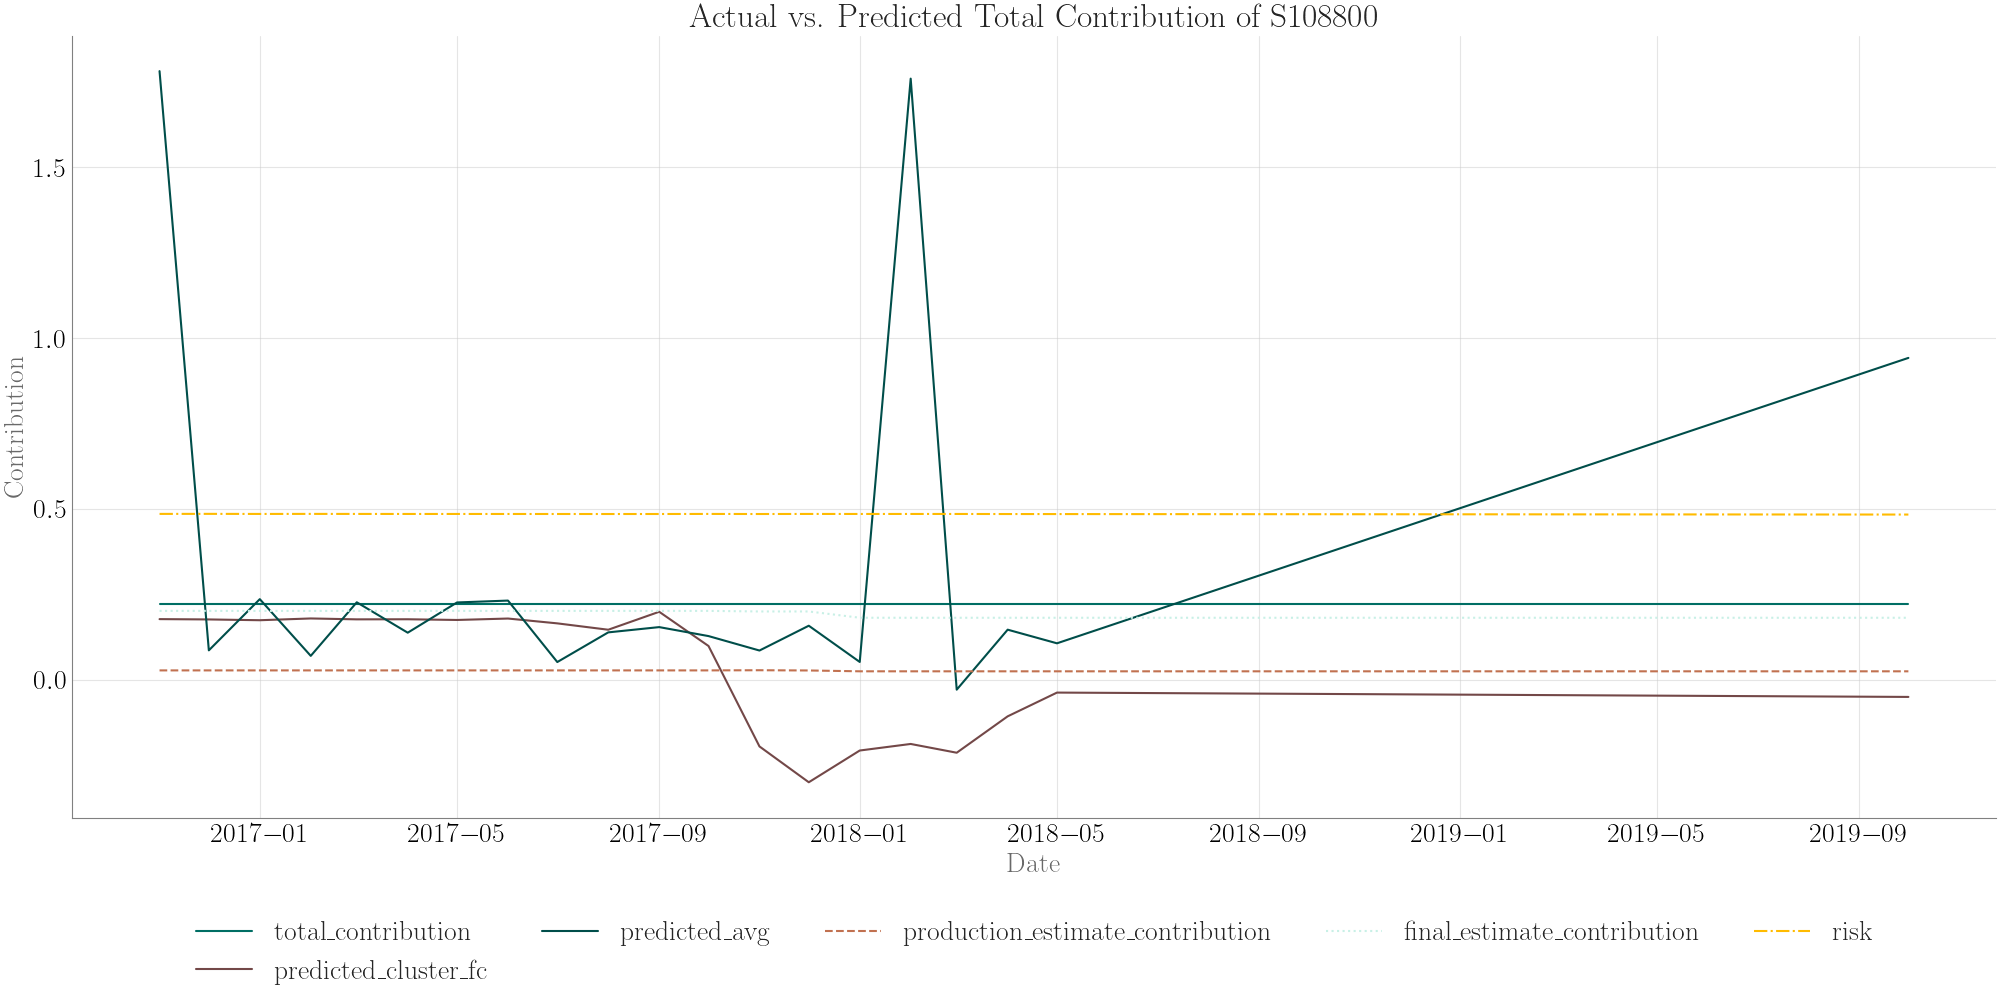 Actual vs. Predicted Total Contribution of S108800
Contribution
1.5
1.0
0.5
0.0
2017−01 2017−05 2017−09 2018−01 2018−05 2018−09 2019−01 2019−05 2019−09
Date
total_contribution predicted_avg production_estimate_contribution final_estimate_contribution risk
predicted_cluster_fc